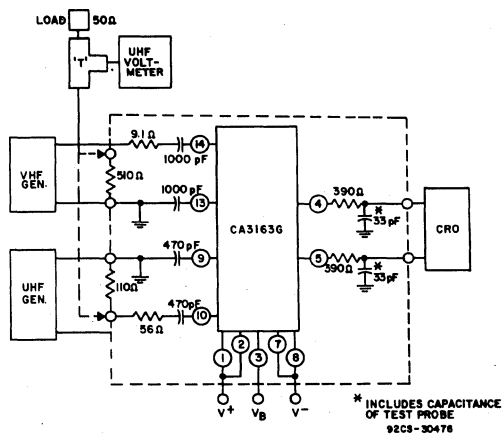 LOAD 50Ω
'T'
UHF
VOLT-
METER
VHF
GEN.
9.1Ω
1000 pF
14
510Ω
1000 pF
13
CA3163G
4
390Ω
*
33pF
CRO
5
390Ω
*
33pF
UHF
GEN.
470pF
9
110Ω
470pF
10
56Ω
1
2
3
7
8
V+
VB
V−
* INCLUDES CAPACITANCE
OF TEST PROBE
92CS-30476